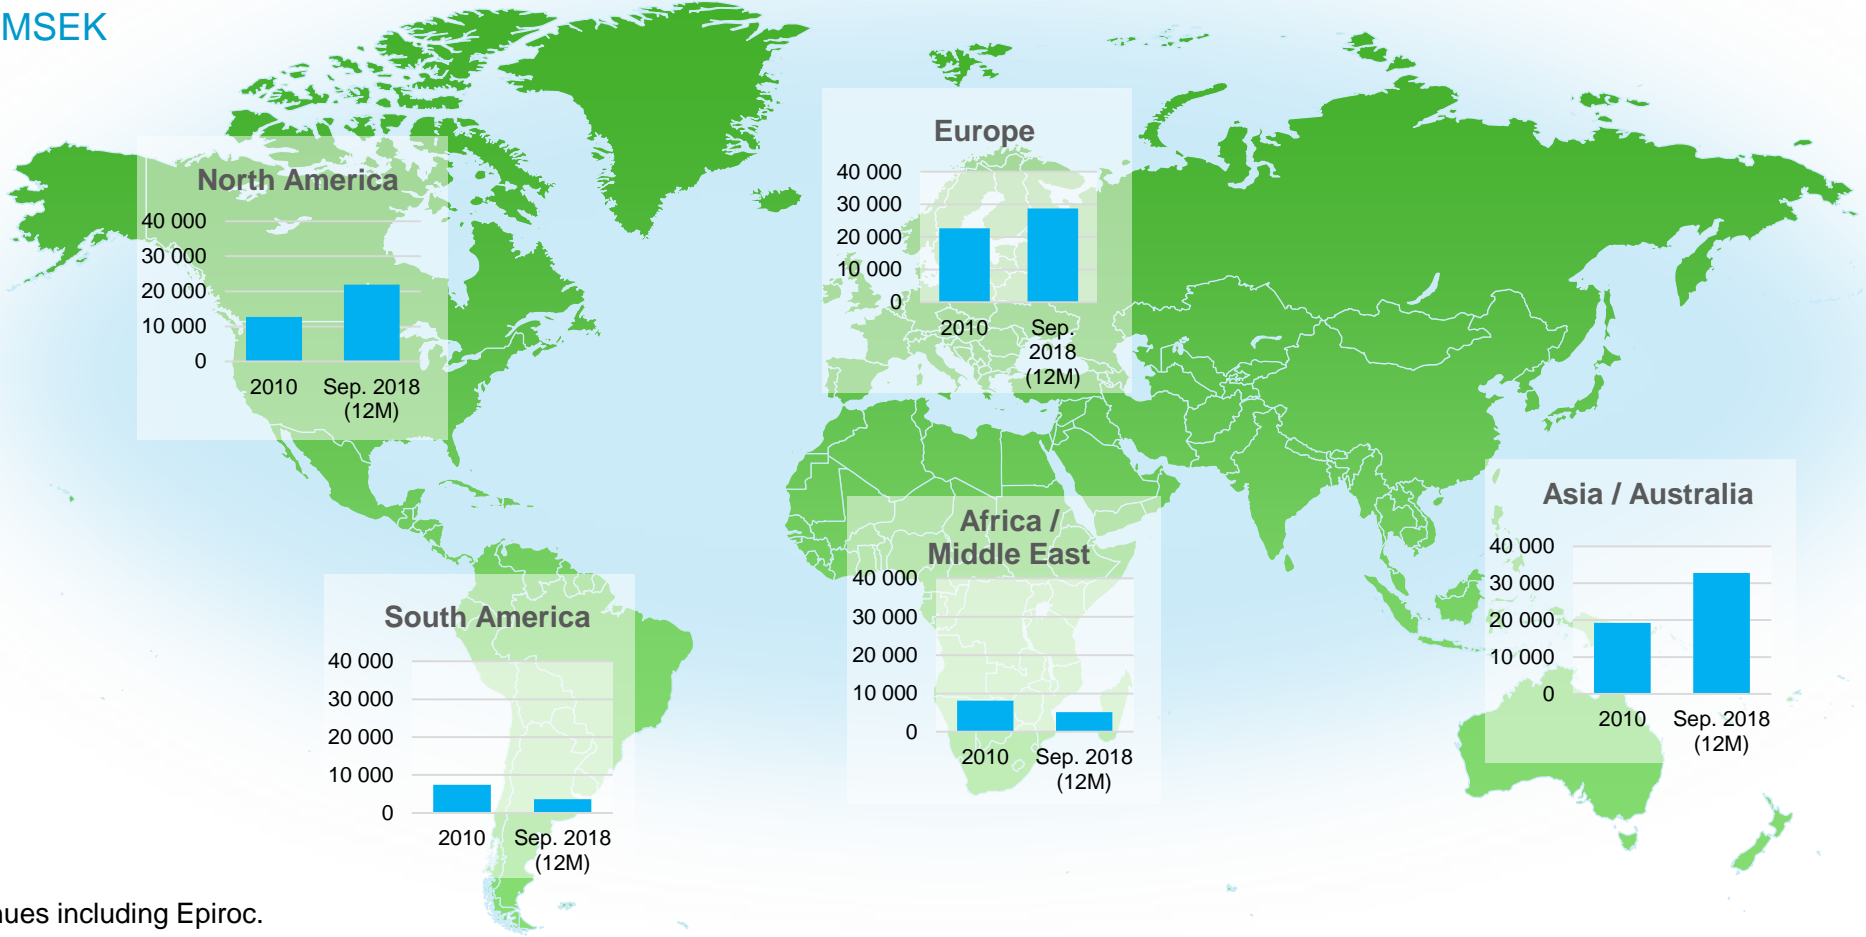 MSEK
North America
40 000
30 000
20 000
10 000
0
2010
Sep. 2018
(12M)
Europe
40 000
30 000
20 000
10 000
0
2010
Sep.
2018
(12M)
Asia / Australia
40 000
30 000
20 000
10 000
0
2010
Sep. 2018
(12M)
Africa /
Middle East
40 000
30 000
20 000
10 000
0
2010
Sep. 2018
(12M)
South America
40 000
30 000
20 000
10 000
0
2010
Sep. 2018
(12M)
including Epiroc.